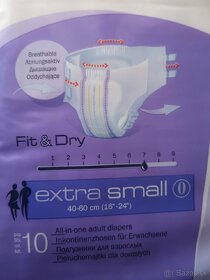 Breathable
Atmungsaktiv
Дышащие
Oddychające
Fit & Dry
1 2 3 4 5 6 7 8 9
extra small 0
40-60 cm (16"-24")
10
All-in-one adult diapers
Inkontinenzhosen für Erwachsene
Подгузники для взрослых
Pieluchomajtki dla dorosłych